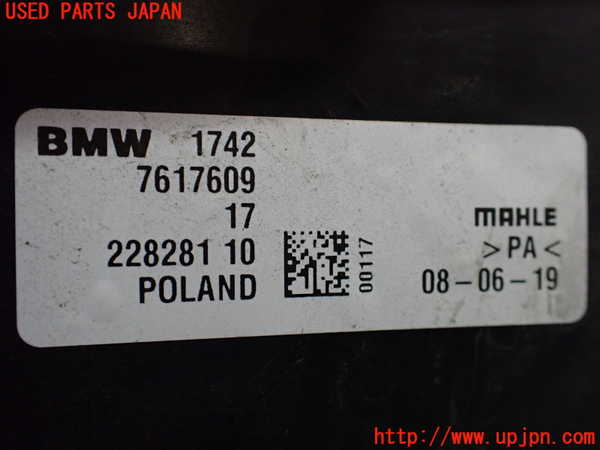 USED PARTS JAPAN
BMW 1742
7617609
17
228281 10
POLAND
00117
MAHLE
>PA<
08-06-19
http://www.upjpn.com/